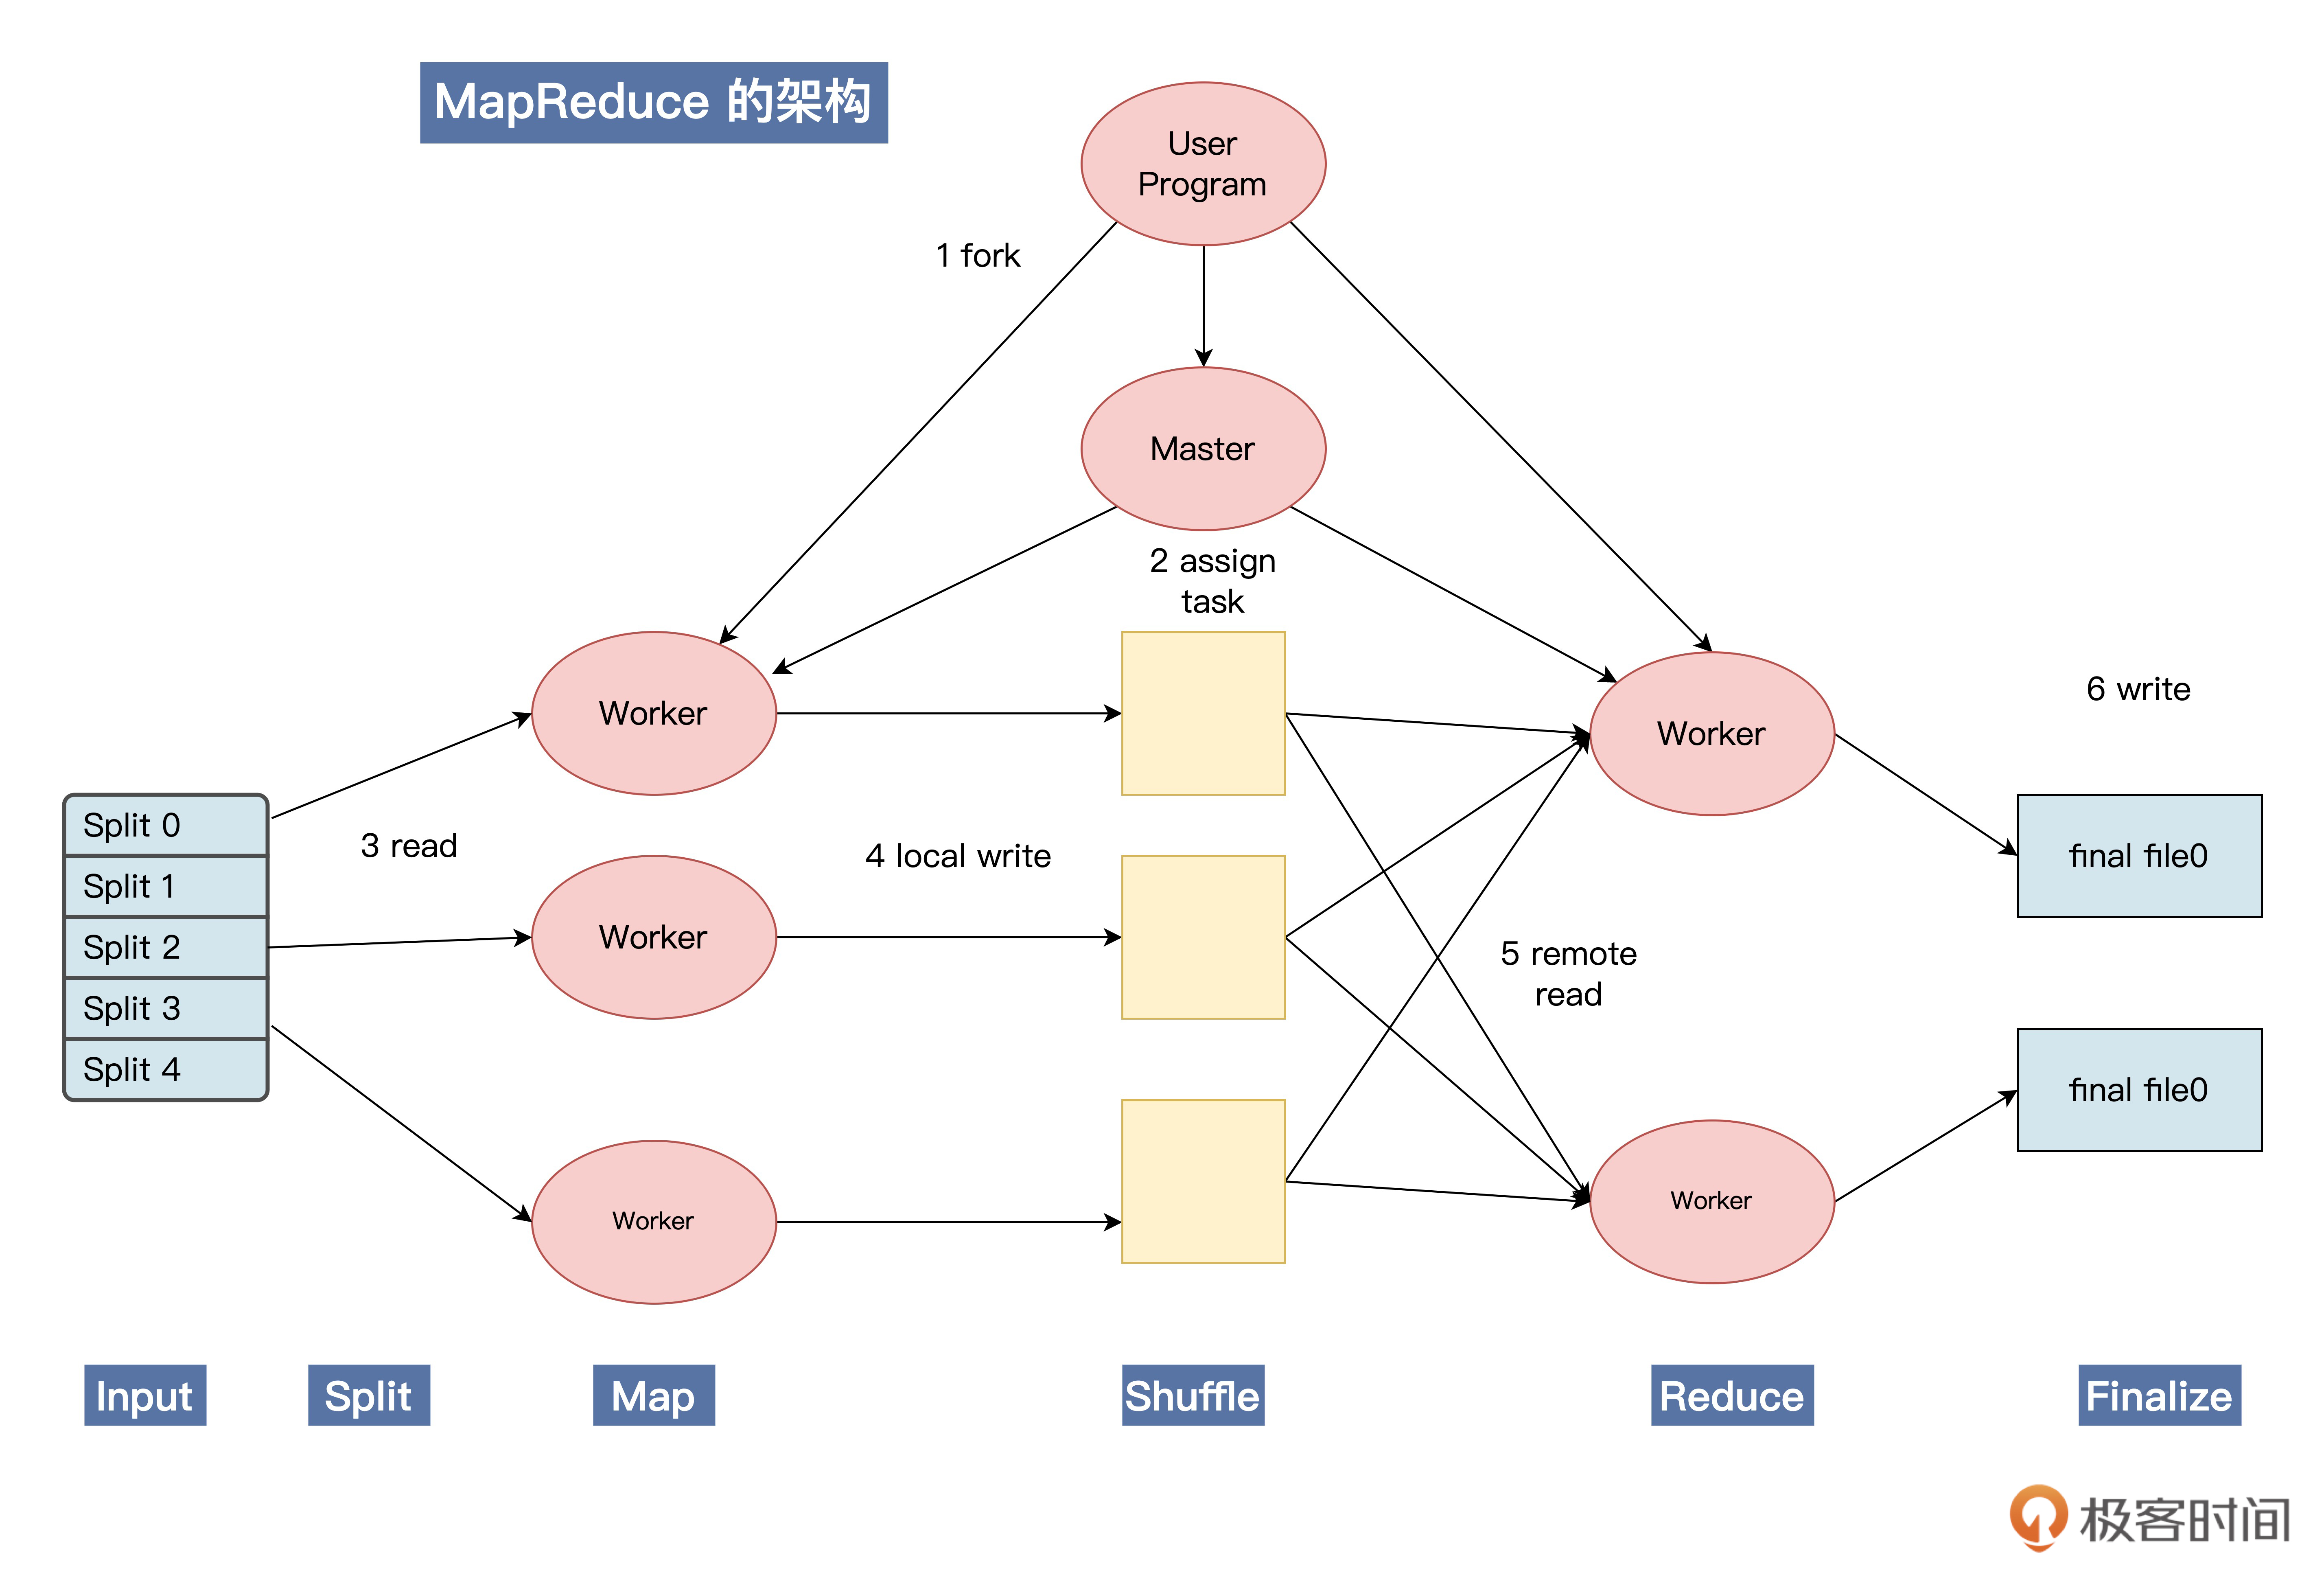 MapReduce 的架构
User
Program
1 fork
Master
2 assign
task
Worker
Worker
6 write
Split 0
Split 1
Split 2
Split 3
Split 4
3 read
4 local write
Worker
5 remote
read
final file0
final file0
Worker
Worker
Input
Split
Map
Shuffle
Reduce
Finalize
极客时间